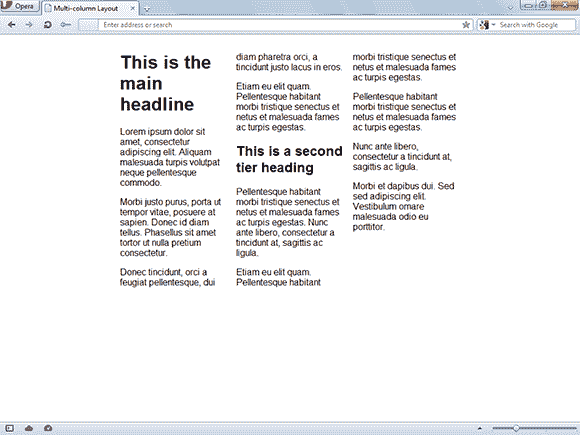 Opera
Multi-column Layout
Enter address or search
Search with Google
This is the
main
headline
Lorem ipsum dolor sit
amet, consectetur
adipiscing elit. Aliquam
malesuada turpis volutpat
neque pellentesque
commodo.
Morbi justo purus, porta ut
tempor vitae, posuere at
sapien. Donec id diam
tellus. Phasellus sit amet
tortor ut nulla pretium
consectetur.
Donec tincidunt, orci a
feugiat pellentesque, dui
diam pharetra orci, a
tincidunt justo lacus in eros.
Etiam eu elit quam.
Pellentesque habitant
morbi tristique senectus et
netus et malesuada fames
ac turpis egestas.
This is a second
tier heading
Pellentesque habitant
morbi tristique senectus et
netus et malesuada fames
ac turpis egestas. Nunc
ante libero, consectetur a
tincidunt at, sagittis ac
ligula.
Etiam eu elit quam.
Pellentesque habitant
morbi tristique senectus et
netus et malesuada fames
ac turpis egestas.
Pellentesque habitant
morbi tristique senectus et
netus et malesuada fames
ac turpis egestas.
Nunc ante libero,
consectetur a tincidunt at,
sagittis ac ligula.
Morbi et dapibus dui. Sed
sed adipiscing elit.
Vestibulum ornare
malesuada odio eu
porttitor.